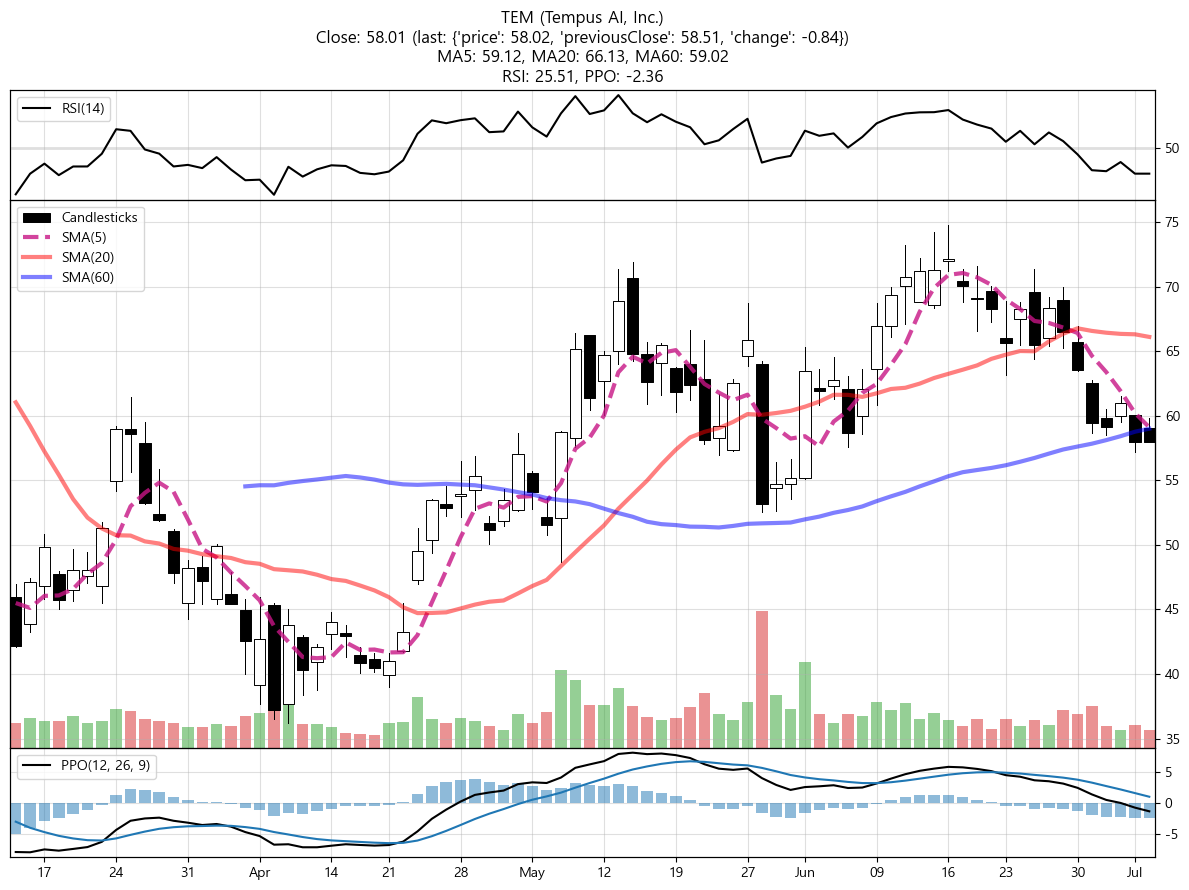 TEM (Tempus AI, Inc.)
Close: 58.01 (last: {'price': 58.02, 'previousClose': 58.51, 'change': -0.84})
MA5: 59.12, MA20: 66.13, MA60: 59.02
RSI: 25.51, PPO: -2.36
RSI(14)
50
Candlesticks
SMA(5)
SMA(20)
SMA(60)
75
70
65
60
55
50
45
40
35
PPO(12, 26, 9)
5
0
-5
17 24 31 Apr 14 21 28 May 12 19 27 Jun 09 16 23 30 Jul